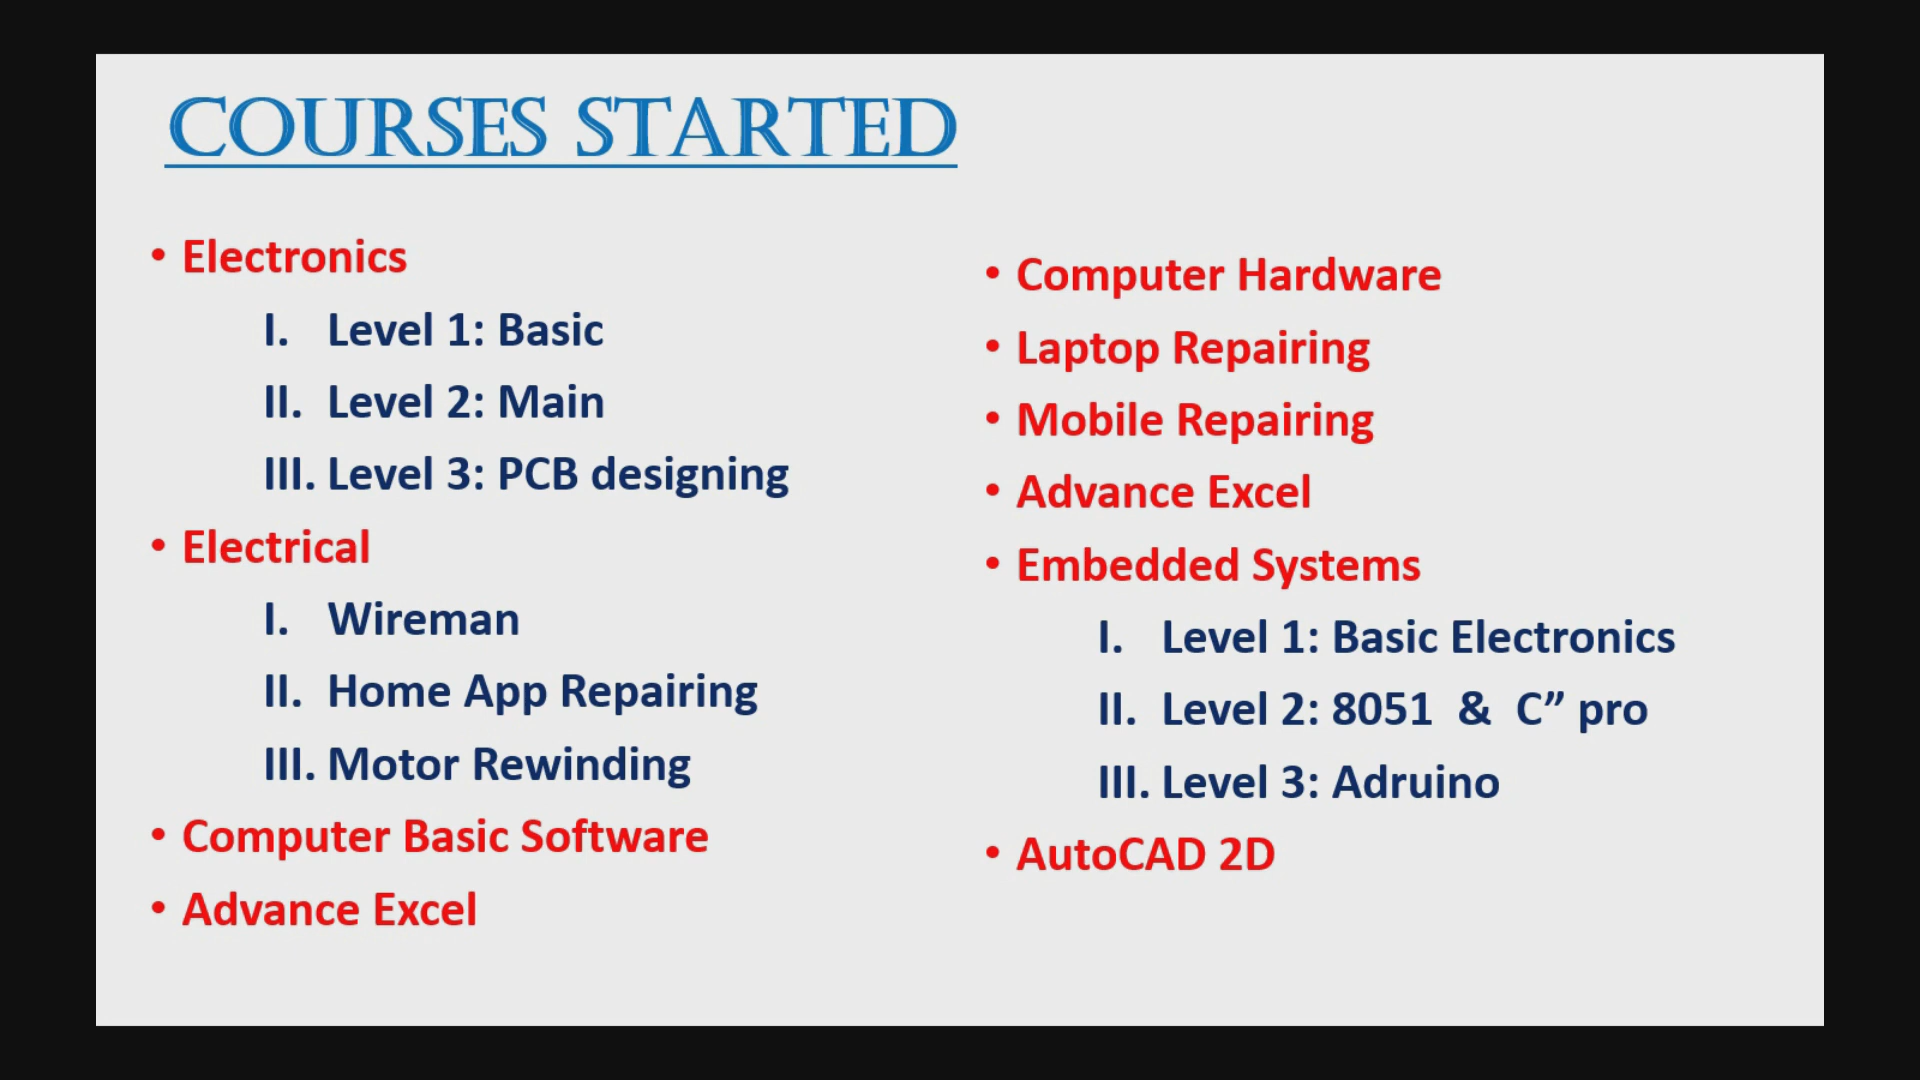 COURSES STARTED
• Electronics
I. Level 1: Basic
II. Level 2: Main
III. Level 3: PCB designing
• Electrical
I. Wireman
II. Home App Repairing
III. Motor Rewinding
• Computer Basic Software
• Advance Excel
• Computer Hardware
• Laptop Repairing
• Mobile Repairing
• Advance Excel
• Embedded Systems
I. Level 1: Basic Electronics
II. Level 2: 8051 & C” pro
III. Level 3: Adruino
• AutoCAD 2D